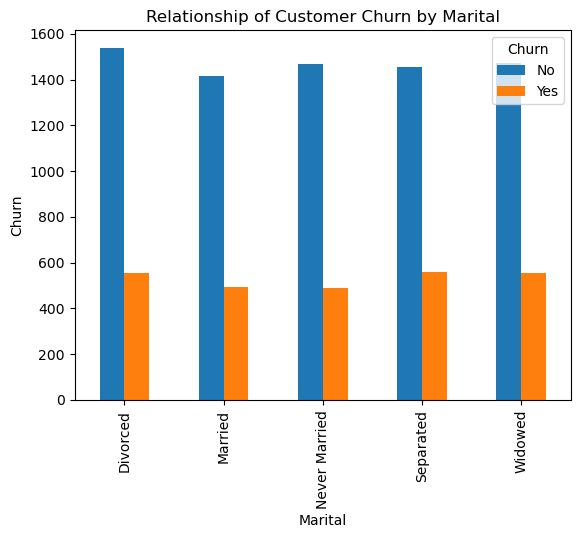 Relationship of Customer Churn by Marital
Churn
No
Yes
1600
1400
1200
1000
800
600
400
200
0
Churn
Divorced
Married
Never Married
Separated
Widowed
Marital